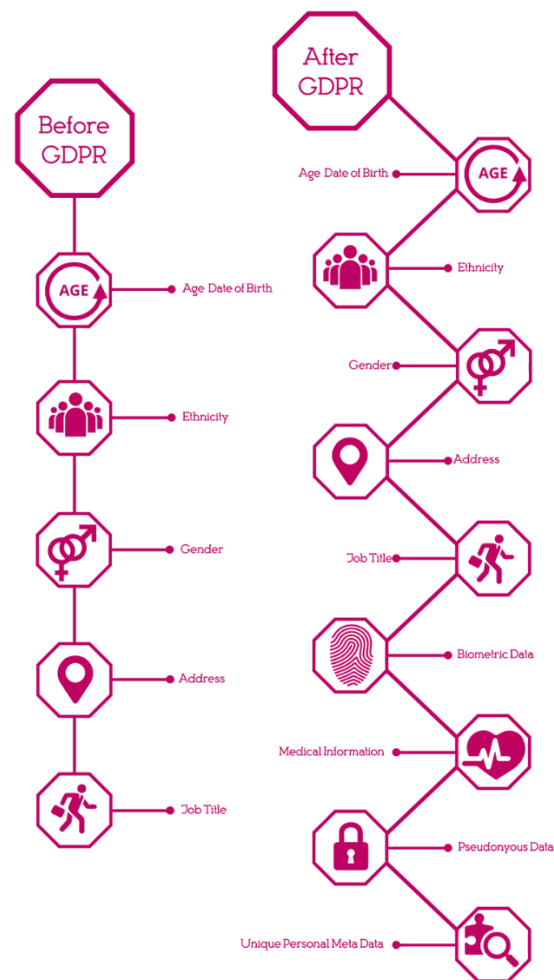 Before
GDPR
AGE
Age Date of Birth
Ethnicity
Gender
Address
Job Title
After
GDPR
Age Date of Birth
AGE
Ethnicity
Gender
Address
Job Title
Biometric Data
Medical Information
Pseudonyous Data
Unique Personal Meta Data